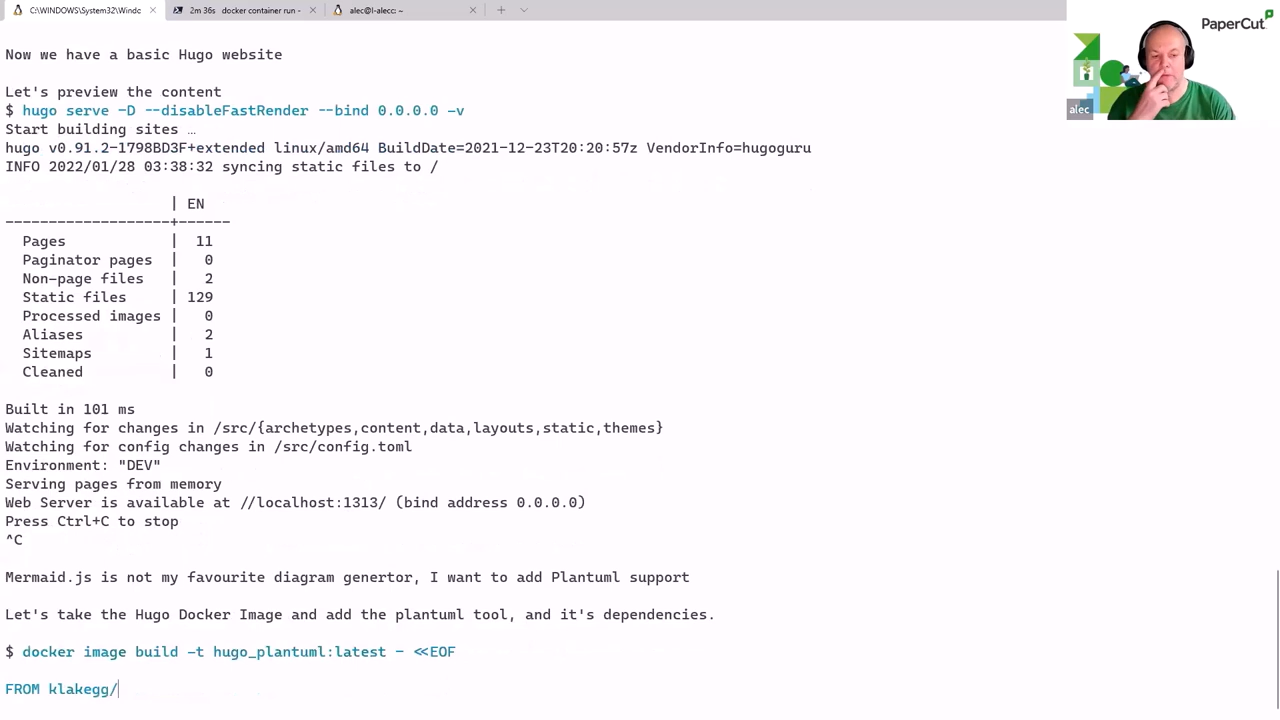 C:\WINDOWS\System32\Windc
2m 36s docker container run -
alec@l-alecc: ~
PaperCut
alec
Now we have a basic Hugo website
Let's preview the content
$ hugo serve -D --disableFastRender --bind 0.0.0.0 -v
Start building sites …
hugo v0.91.2-1798BD3F+extended linux/amd64 BuildDate=2021-12-23T20:20:57z VendorInfo=hugoguru
INFO 2022/01/28 03:38:32 syncing static files to /
| EN
-------------------+------
Pages | 11
Paginator pages | 0
Non-page files | 2
Static files | 129
Processed images | 0
Aliases | 2
Sitemaps | 1
Cleaned | 0
Built in 101 ms
Watching for changes in /src/{archetypes,content,data,layouts,static,themes}
Watching for config changes in /src/config.toml
Environment: "DEV"
Serving pages from memory
Web Server is available at //localhost:1313/ (bind address 0.0.0.0)
Press Ctrl+C to stop
^C
Mermaid.js is not my favourite diagram genertor, I want to add Plantuml support
Let's take the Hugo Docker Image and add the plantuml tool, and it's dependencies.
$ docker image build -t hugo_plantuml:latest - <<EOF
FROM klakegg/